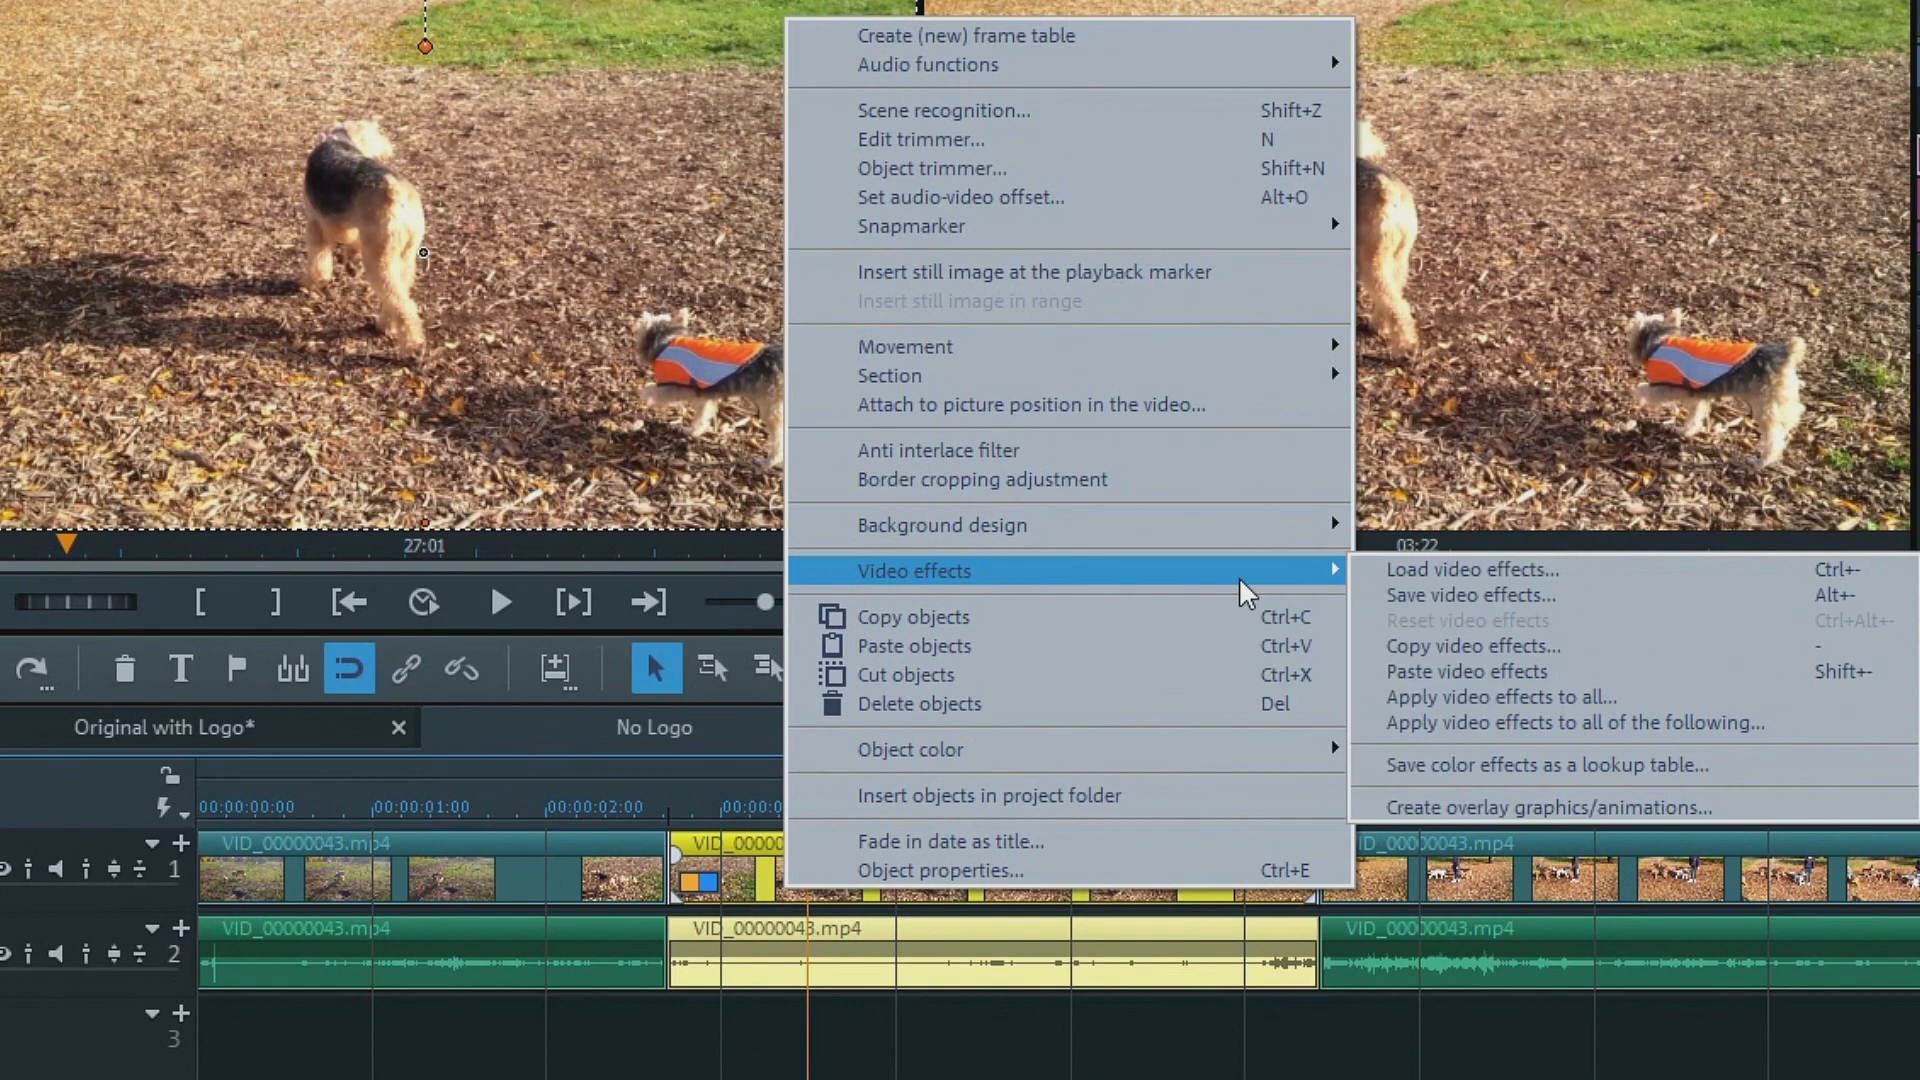 Create (new) frame table
Audio functions
Scene recognition... Shift+Z
Edit trimmer... N
Object trimmer... Shift+N
Set audio-video offset... Alt+O
Snapmarker
Insert still image at the playback marker
Insert still image in range
Movement
Section
Attach to picture position in the video...
Anti interlace filter
Border cropping adjustment
Background design
Video effects
Copy objects Ctrl+C
Paste objects Ctrl+V
Cut objects Ctrl+X
Delete objects Del
Object color
Insert objects in project folder
Fade in date as title...
Object properties... Ctrl+E
Load video effects... Ctrl+-
Save video effects... Alt+-
Reset video effects Ctrl+Alt+-
Copy video effects... -
Paste video effects Shift+-
Apply video effects to all...
Apply video effects to all of the following...
Save color effects as a lookup table...
Create overlay graphics/animations...
27:01
03:22
Original with Logo*
No Logo
00:00:00:00 00:00:01:00 00:00:02:00
1
VID_00000043.mp4
2
VID_00000043.mp4 VID_00000043.mp4 VID_00000043.mp4
3